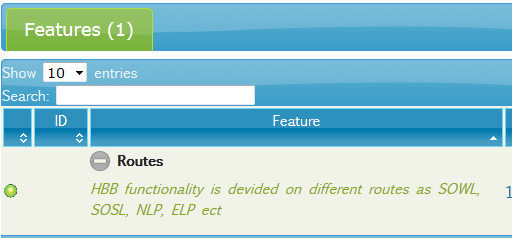 Features (1)
Show 10 entries
Search:
ID Feature
Routes
HBB functionality is devided on different routes as SOWL,
SOSL, NLP, ELP ect
1